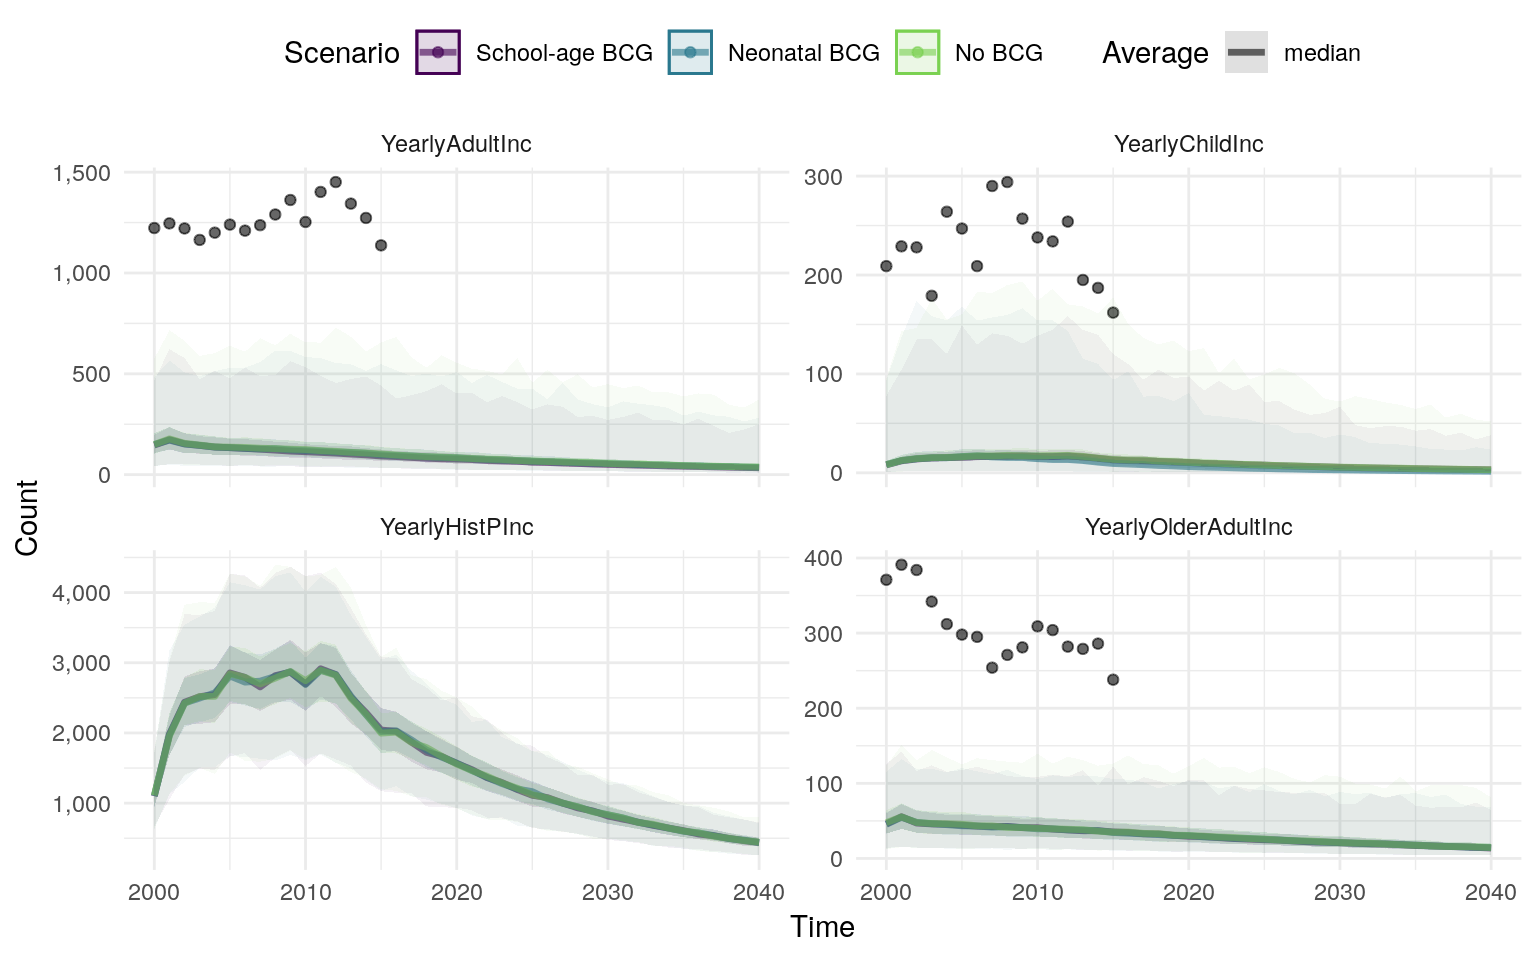 Scenario School-age BCG Neonatal BCG No BCG Average median
YearlyAdultInc YearlyChildInc
1,500
1,000
500
0
300
200
100
0
Count
YearlyHistPInc YearlyOlderAdultInc
4,000
3,000
2,000
1,000
400
300
200
100
0
2000 2010 2020 2030 2040 2000 2010 2020 2030 2040
Time